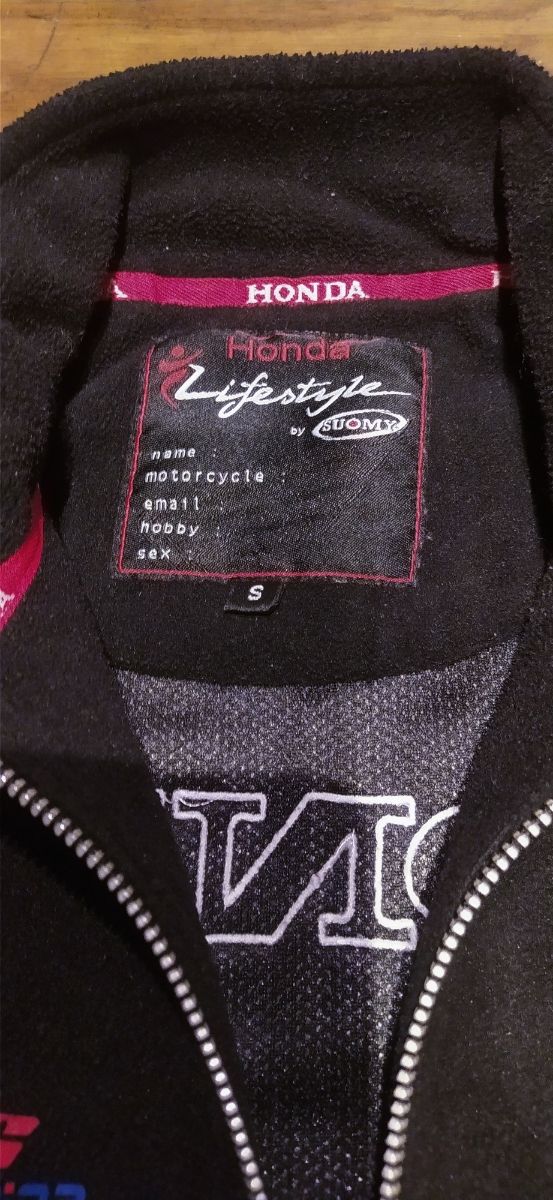 HONDA
Honda
Lifestyle
by SUOMY
name :
motorcycle :
email :
hobby :
sex :
S